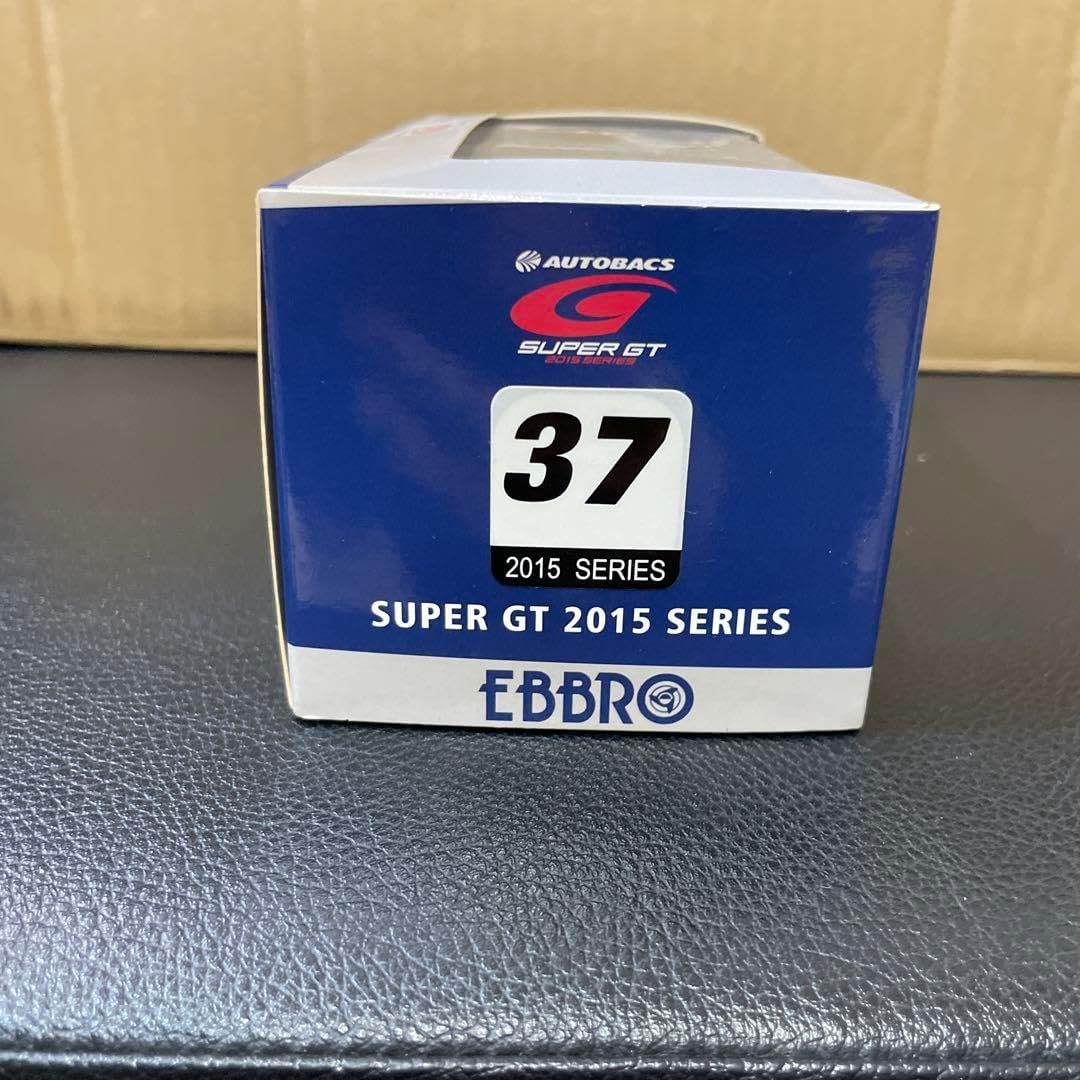 AUTOBACS
SUPER GT
2015 SERIES
37
2015 SERIES
SUPER GT 2015 SERIES
EBBRO